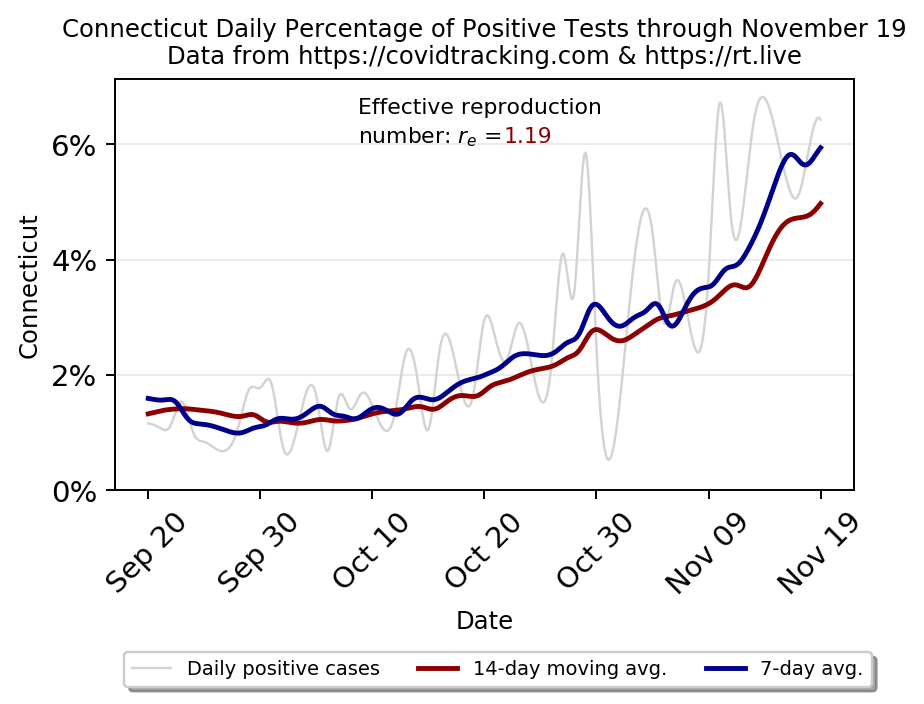 Connecticut Daily Percentage of Positive Tests through November 19
Data from https://covidtracking.com & https://rt.live
Effective reproduction
number: rₑ =1.19
6%
4%
2%
0%
Connecticut
Sep 20
Sep 30
Oct 10
Oct 20
Oct 30
Nov 09
Nov 19
Date
Daily positive cases
14-day moving avg.
7-day avg.